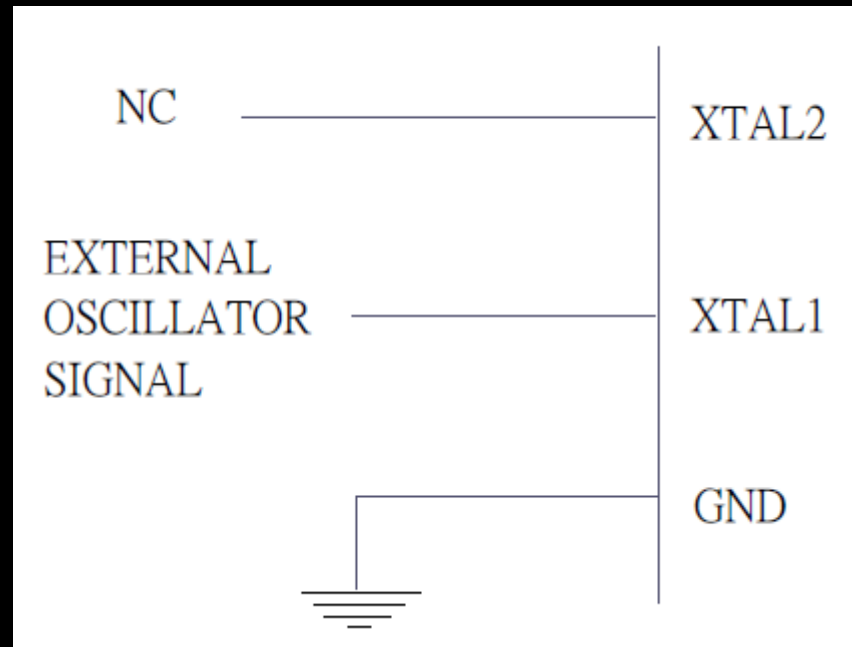 NC
XTAL2
EXTERNAL
OSCILLATOR
SIGNAL
XTAL1
GND